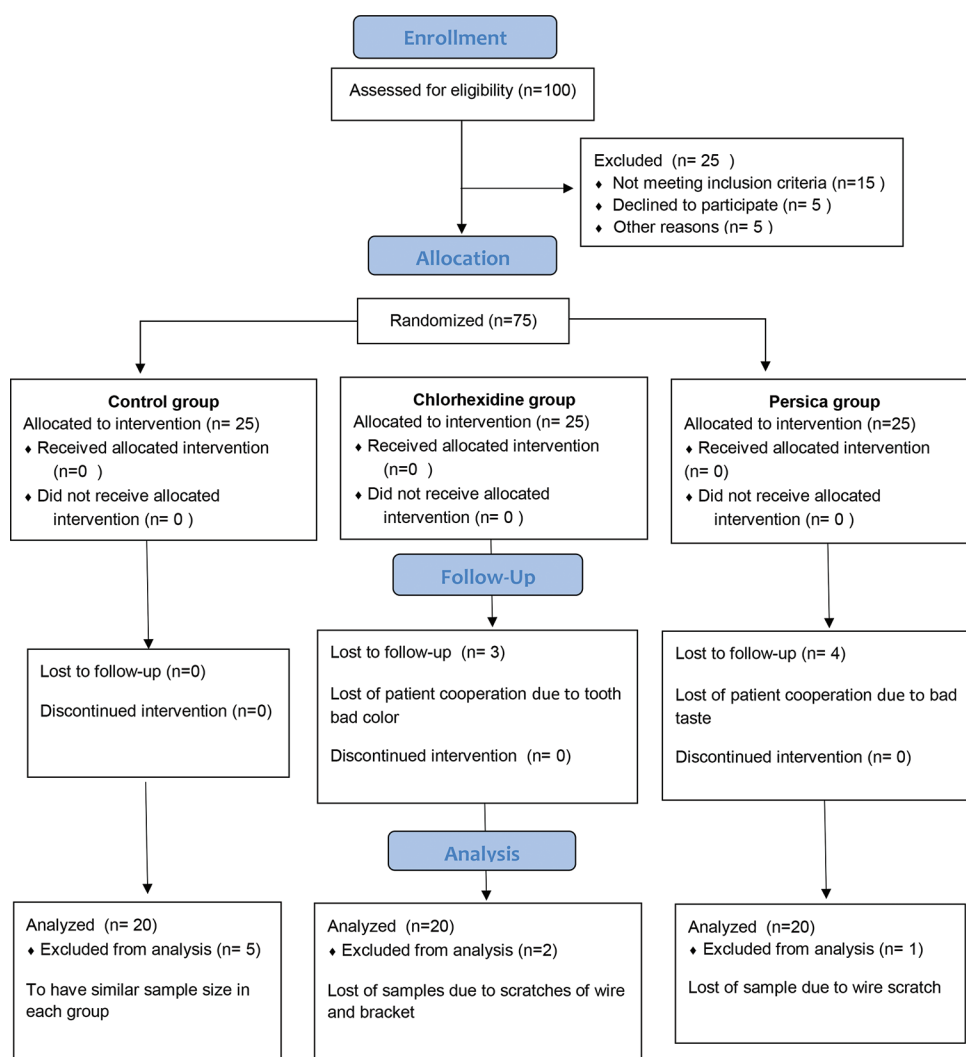 Enrollment
Assessed for eligibility (n=100)
Excluded (n= 25 )
♦ Not meeting inclusion criteria (n=15 )
♦ Declined to participate (n= 5 )
♦ Other reasons (n= 5 )
Allocation
Randomized (n=75)
Control group
Allocated to intervention (n= 25)
♦ Received allocated intervention
(n=0 )
♦ Did not receive allocated
intervention (n= 0 )
Chlorhexidine group
Allocated to intervention (n= 25)
♦ Received allocated intervention
(n=0 )
♦ Did not receive allocated
intervention (n= 0 )
Persica group
Allocated to intervention (n=25)
♦ Received allocated intervention
(n= 0)
♦ Did not receive allocated
intervention (n= 0 )
Follow-Up
Lost to follow-up (n=0)
Discontinued intervention (n=0)
Lost to follow-up (n= 3)
Lost of patient cooperation due to tooth
bad color
Discontinued intervention (n= 0)
Lost to follow-up (n= 4)
Lost of patient cooperation due to bad
taste
Discontinued intervention (n= 0)
Analysis
Analyzed (n= 20)
♦ Excluded from analysis (n= 5)
To have similar sample size in
each group
Analyzed (n=20)
♦ Excluded from analysis (n=2)
Lost of samples due to scratches of wire
and bracket
Analyzed (n=20)
♦ Excluded from analysis (n= 1)
Lost of sample due to wire scratch